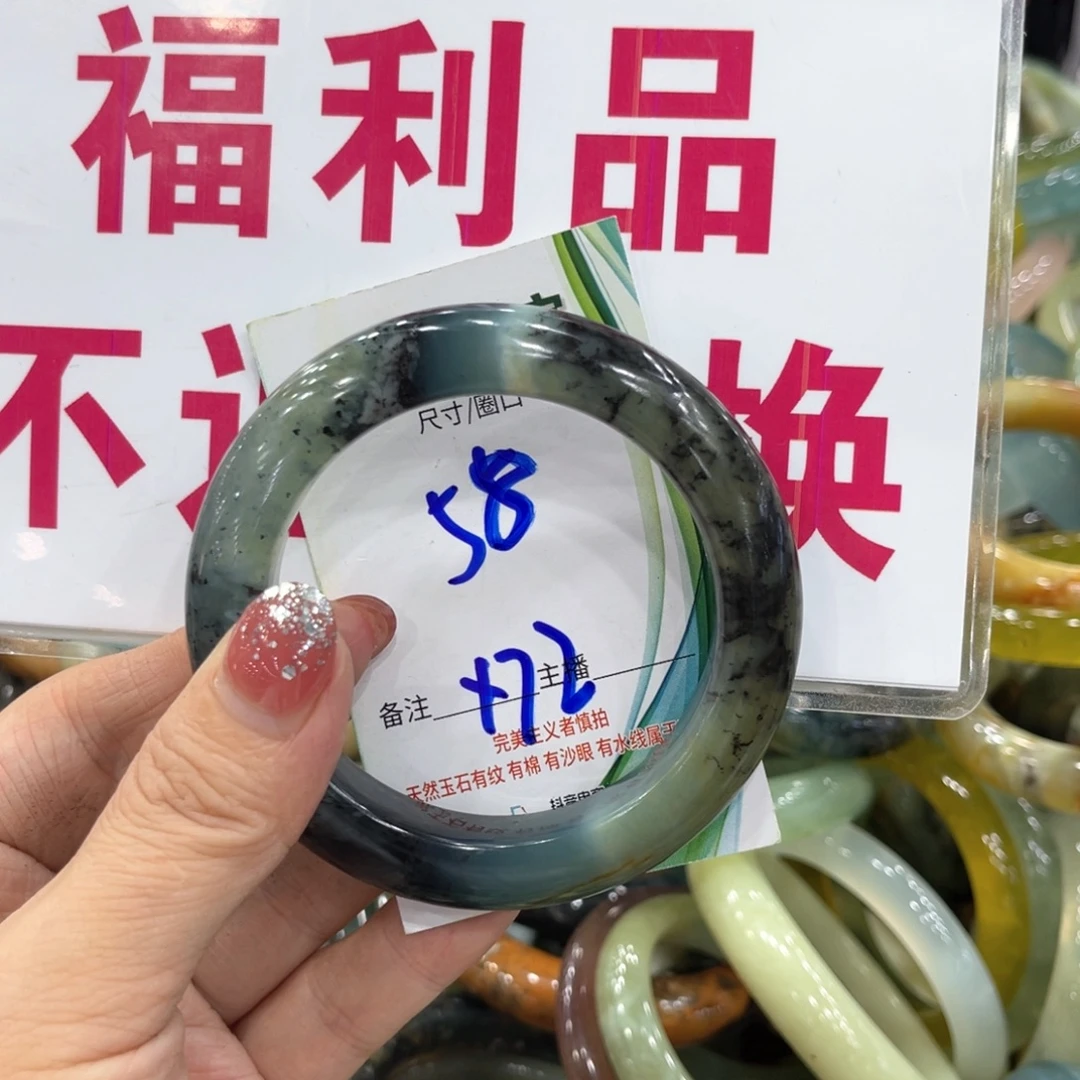 福利品
不 换
尺寸/圈口
58
备注 主播
完美主义者慎拍
天然玉石有纹 有棉 有沙眼 有水线属于